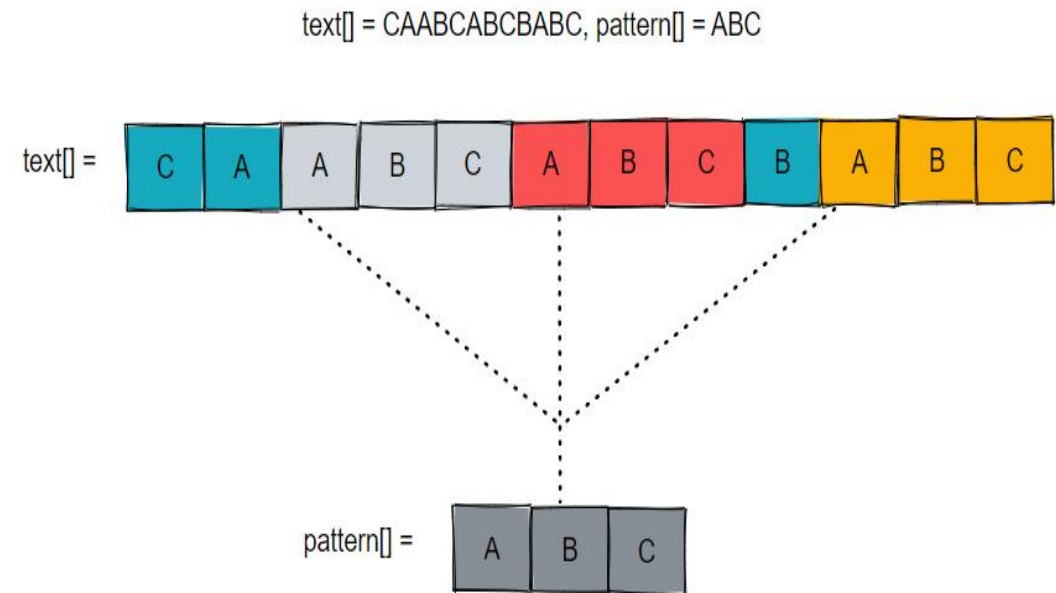 text[] = CAABCABCBABC, pattern[] = ABC
text[] = C A A B C A B C B A B C
pattern[] = A B C